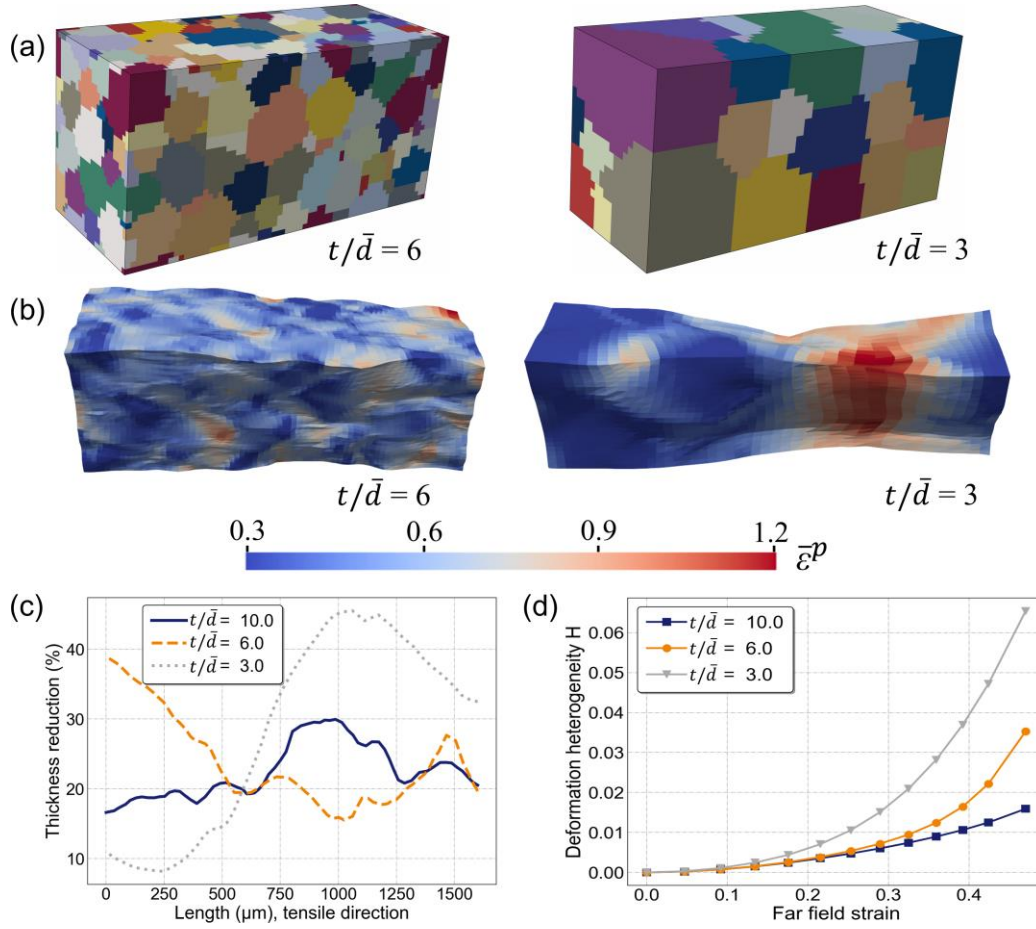 (a)
t/d̄ = 6
t/d̄ = 3
(b)
t/d̄ = 6
t/d̄ = 3
0.3 0.6 0.9 1.2
ε̄ᵖ
(c)
t/d̄ = 10.0
t/d̄ = 6.0
t/d̄ = 3.0
Thickness reduction (%)
40
30
20
10
0 250 500 750 1000 1250 1500
Length (µm), tensile direction
(d)
t/d̄ = 10.0
t/d̄ = 6.0
t/d̄ = 3.0
Deformation heterogeneity H
0.06
0.05
0.04
0.03
0.02
0.01
0.00
0.0 0.1 0.2 0.3 0.4
Far field strain